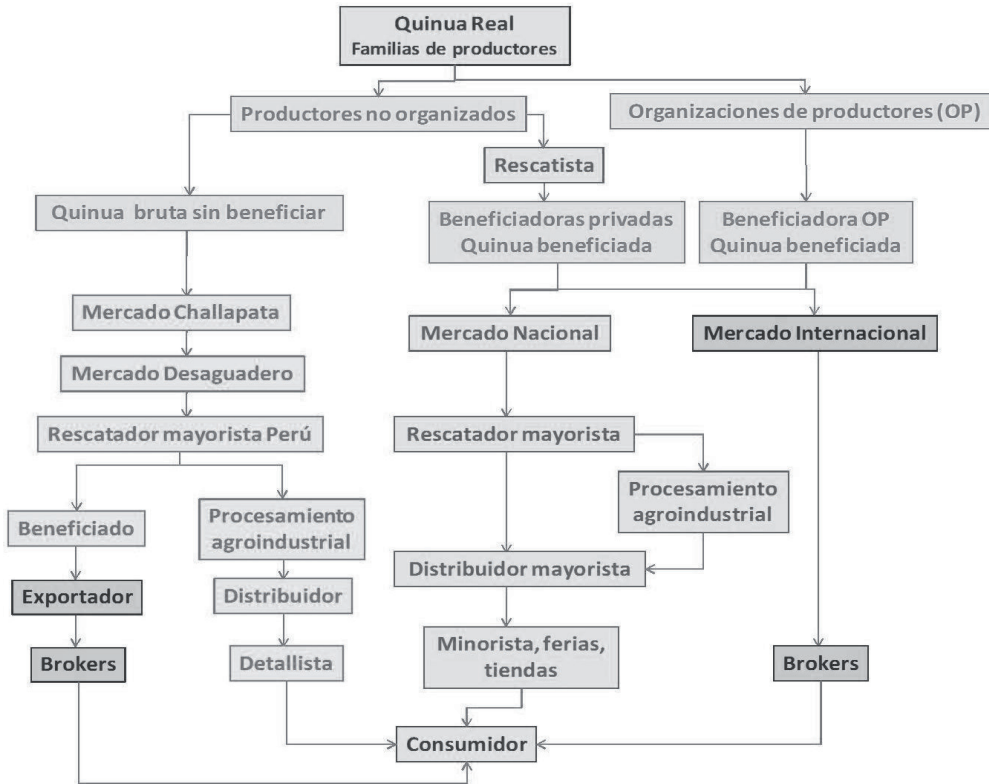 Quinua Real
Familias de productores
Productores no organizados
Organizaciones de productores (OP)
Rescatista
Quinua bruta sin beneficiar
Beneficiadoras privadas
Quinua beneficiada
Beneficiadora OP
Quinua beneficiada
Mercado Challapata
Mercado Nacional
Mercado Internacional
Mercado Desaguadero
Rescatador mayorista Perú
Rescatador mayorista
Procesamiento
agroindustrial
Beneficiado
Procesamiento
agroindustrial
Distribuidor mayorista
Exportador
Distribuidor
Minorista, ferias,
tiendas
Brokers
Detallista
Brokers
Consumidor